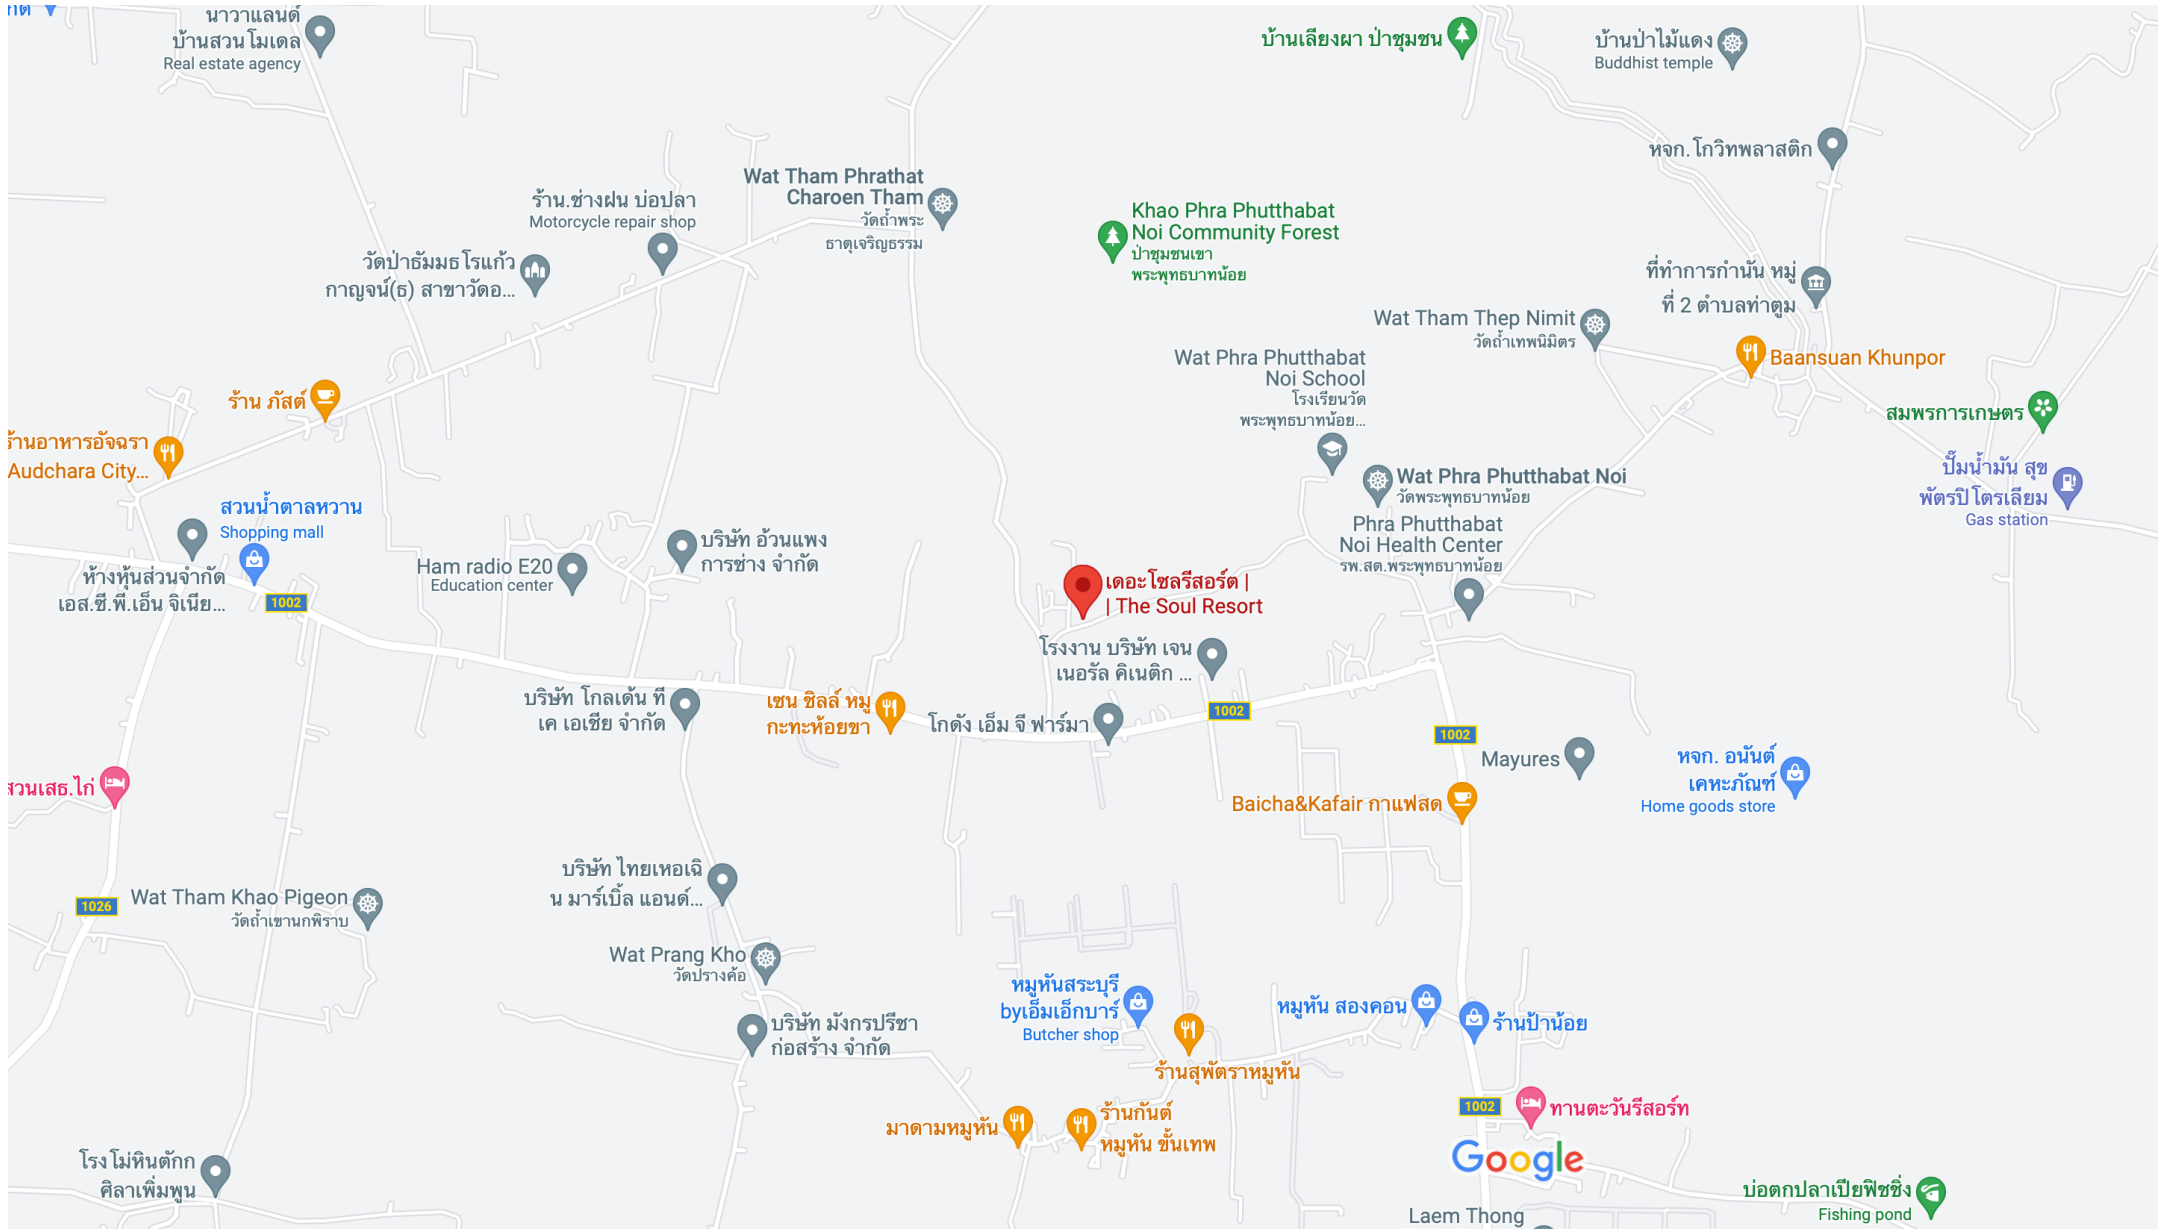 นาวาแลนด์
บ้านสวนโมเดล
Real estate agency
บ้านเลียงผา ป่าชุมชน
บ้านป่าไม้แดง
Buddhist temple
หจก.โกวิทพลาสติก
Wat Tham Phrathat
Charoen Tham
วัดถ้ำพระ
ธาตุเจริญธรรม
ร้าน.ช่างฝน บ่อปลา
Motorcycle repair shop
Khao Phra Phutthabat
Noi Community Forest
ป่าชุมชนเขา
พระพุทธบาทน้อย
วัดป่าธัมมธโรแก้ว
กาญจน์(ธ) สาขาวัดอ...
ที่ทำการกำนัน หมู่
ที่ 2 ตำบลท่าตูม
Wat Tham Thep Nimit
วัดถ้ำเทพนิมิตร
Baansuan Khunpor
Wat Phra Phutthabat
Noi School
โรงเรียนวัด
พระพุทธบาทน้อย...
ร้าน ภัสต์
สมพรการเกษตร
ร้านอาหารอัจฉรา
Audchara City...
Wat Phra Phutthabat Noi
วัดพระพุทธบาทน้อย
ปั๊มน้ำมัน สุข
พัตรปิโตรเลียม
Gas station
สวนน้ำตาลหวาน
Shopping mall
Phra Phutthabat
Noi Health Center
รพ.สต.พระพุทธบาทน้อย
บริษัท อ้วนแพง
การช่าง จำกัด
Ham radio E20
Education center
ห้างหุ้นส่วนจำกัด
เอส.ซี.พี.เอ็น จิเนีย...
1002
เดอะโซลรีสอร์ต |
| The Soul Resort
โรงงาน บริษัท เจน
เนอรัล คิเนติก ...
บริษัท โกลเด้น ที
เค เอเซีย จำกัด
เซน ชิลล์ หมู
กะทะห้อยขา
โกดัง เอ็ม จี ฟาร์มา
1002
1002
Mayures
หจก. อนันต์
เคหะภัณฑ์
Home goods store
สวนเสธ.ไก่
Baicha&Kafair กาแฟสด
บริษัท ไทยเหอเฉิ
น มาร์เบิ้ล แอนด์...
1026
Wat Tham Khao Pigeon
วัดถ้ำเขานกพิราบ
Wat Prang Kho
วัดปรางค้อ
หมูหันสระบุรี
byเอ็มเอ็กบาร์
Butcher shop
หมูหัน สองคอน
ร้านป้าน้อย
บริษัท มังกรปรีชา
ก่อสร้าง จำกัด
ร้านสุพัตราหมูหัน
มาดามหมูหัน
ร้านกันต์
หมูหัน ขั้นเทพ
1002
ทานตะวันรีสอร์ท
Google
โรงโม่หินตักก
ศิลาเพิ่มพูน
บ่อตกปลาเปียฟิชชิ่ง
Fishing pond
Laem Thong